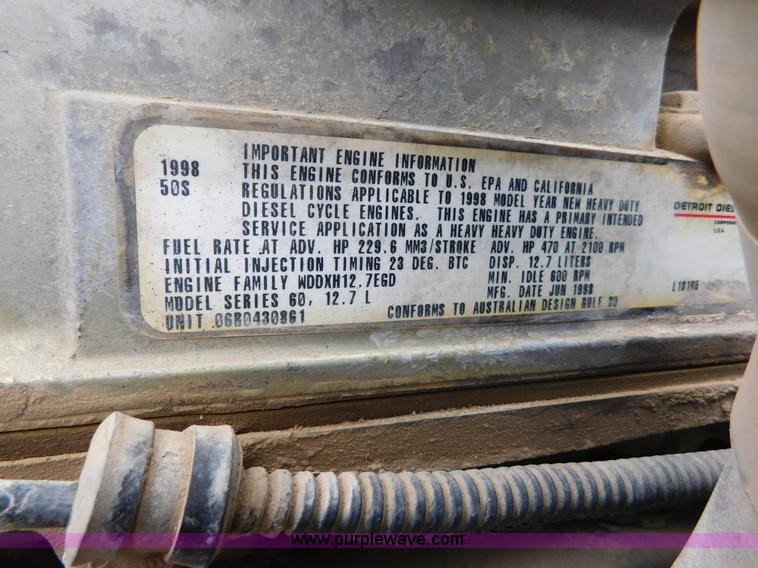 1998
50S
IMPORTANT ENGINE INFORMATION
THIS ENGINE CONFORMS TO U.S. EPA AND CALIFORNIA
REGULATIONS APPLICABLE TO 1998 MODEL YEAR NEW HEAVY DUTY
DIESEL CYCLE ENGINES. THIS ENGINE HAS A PRIMARY INTENDED
SERVICE APPLICATION AS A HEAVY HEAVY DUTY ENGINE.
FUEL RATE AT ADV. HP 229.6 MM3/STROKE ADV. HP 470 AT 2100 RPM
INITIAL INJECTION TIMING 23 DEG. BTC DISP. 12.7 LITERS
ENGINE FAMILY WDDXH12.7EGD MIN. IDLE 600 RPM
MODEL SERIES 60, 12.7 L MFG. DATE JUN 1998
UNIT 06R0430861 CONFORMS TO AUSTRALIAN DESIGN RULE 30
DETROIT DIES
CORPORA
USA
www.purplewave.com